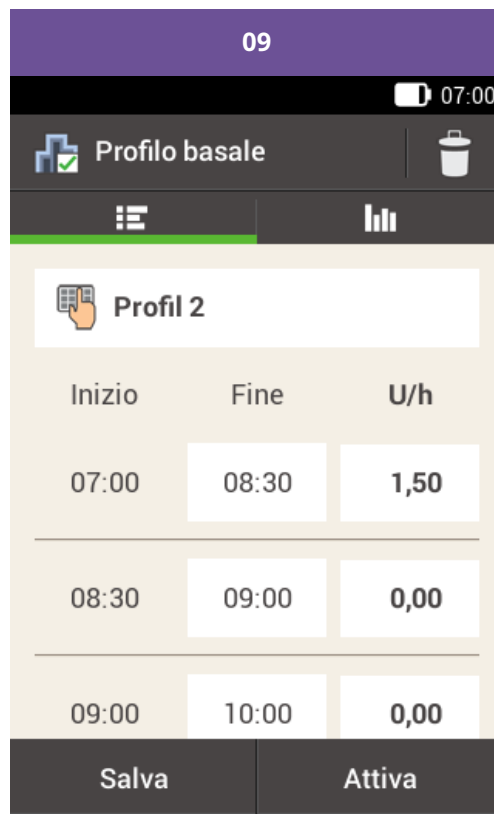 09
07:00
Profilo basale
Profil 2
Inizio Fine U/h
07:00 08:30 1,50
08:30 09:00 0,00
09:00 10:00 0,00
Salva Attiva